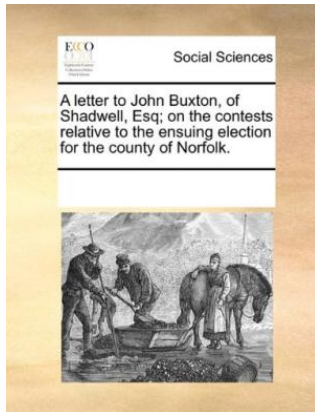 ECCO
Social Sciences
A letter to John Buxton, of
Shadwell, Esq; on the contests
relative to the ensuing election
for the county of Norfolk.